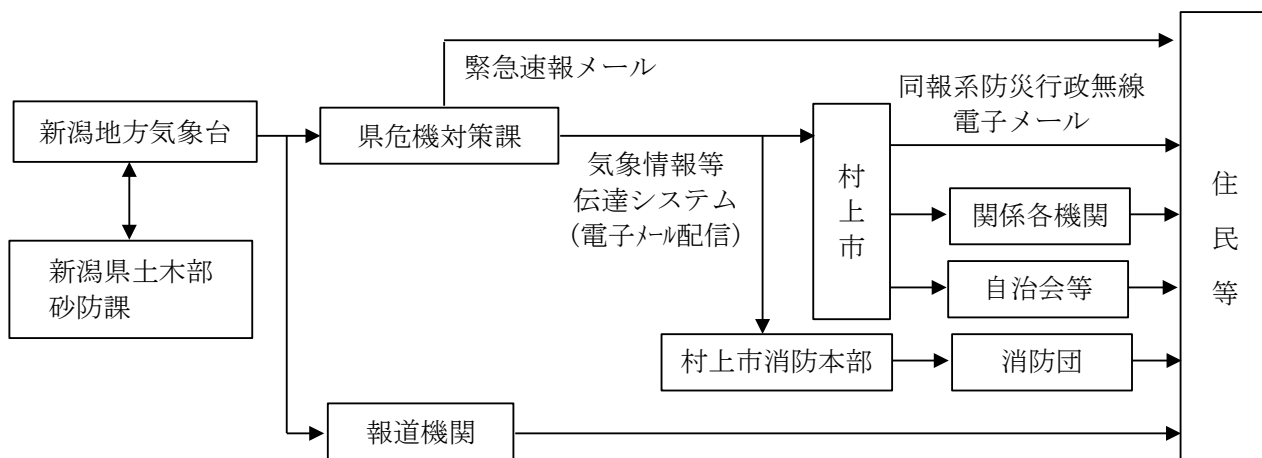 緊急速報メール
同報系防災行政無線
電子メール
新潟地方気象台
県危機対策課
気象情報等
伝達システム
(電子メール配信)
村上市
住民等
関係各機関
新潟県土木部
砂防課
自治会等
村上市消防本部
消防団
報道機関